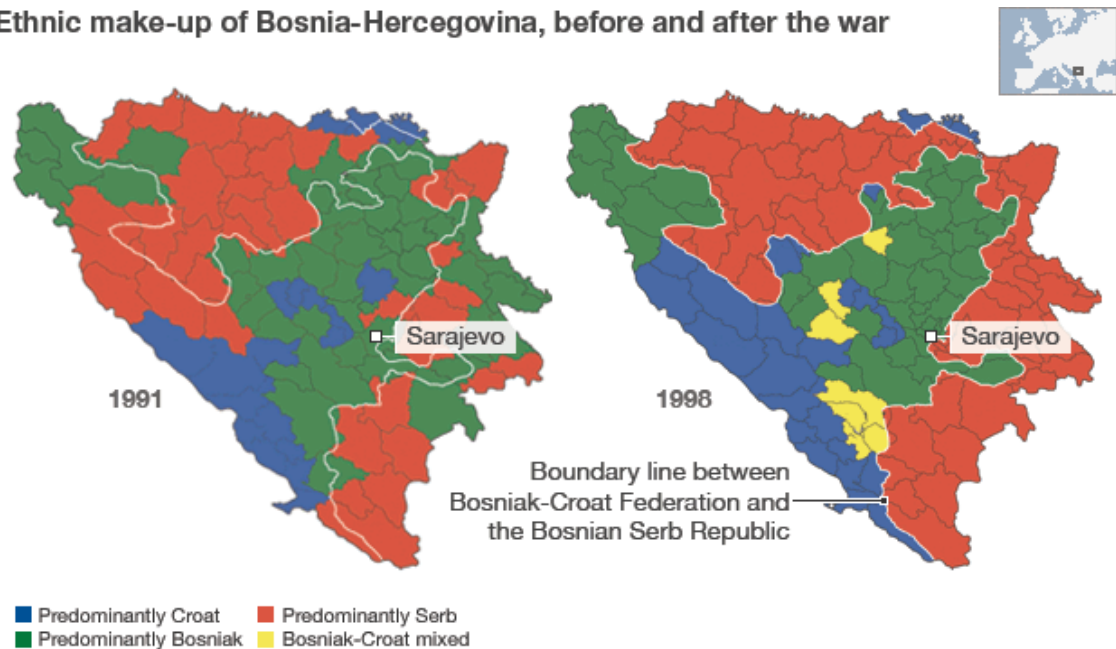 Ethnic make-up of Bosnia-Hercegovina, before and after the war
Sarajevo
1991
Sarajevo
1998
Boundary line between
Bosniak-Croat Federation and
the Bosnian Serb Republic
Predominantly Croat
Predominantly Serb
Predominantly Bosniak
Bosniak-Croat mixed